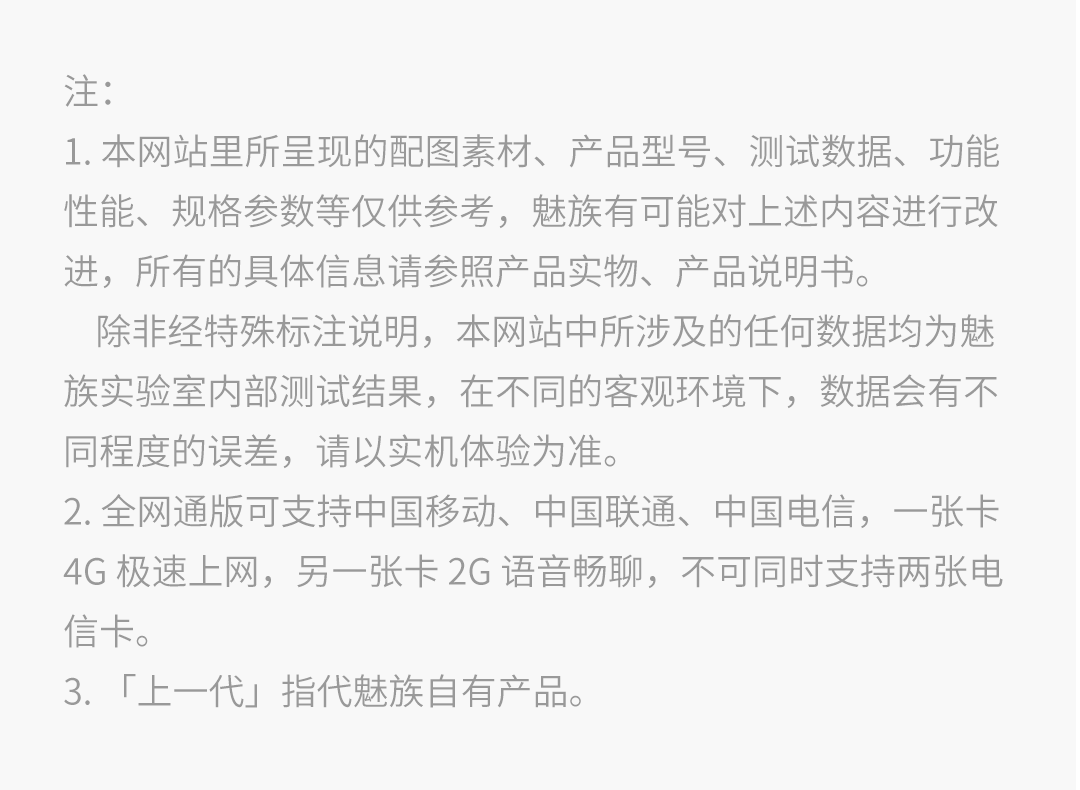 注：
1. 本网站里所呈现的配图素材、产品型号、测试数据、功能
性能、规格参数等仅供参考，魅族有可能对上述内容进行改
进，所有的具体信息请参照产品实物、产品说明书。
除非经特殊标注说明，本网站中所涉及的任何数据均为魅
族实验室内部测试结果，在不同的客观环境下，数据会有不
同程度的误差，请以实机体验为准。
2. 全网通版可支持中国移动、中国联通、中国电信，一张卡
4G 极速上网，另一张卡 2G 语音畅聊，不可同时支持两张电
信卡。
3. 「上一代」指代魅族自有产品。